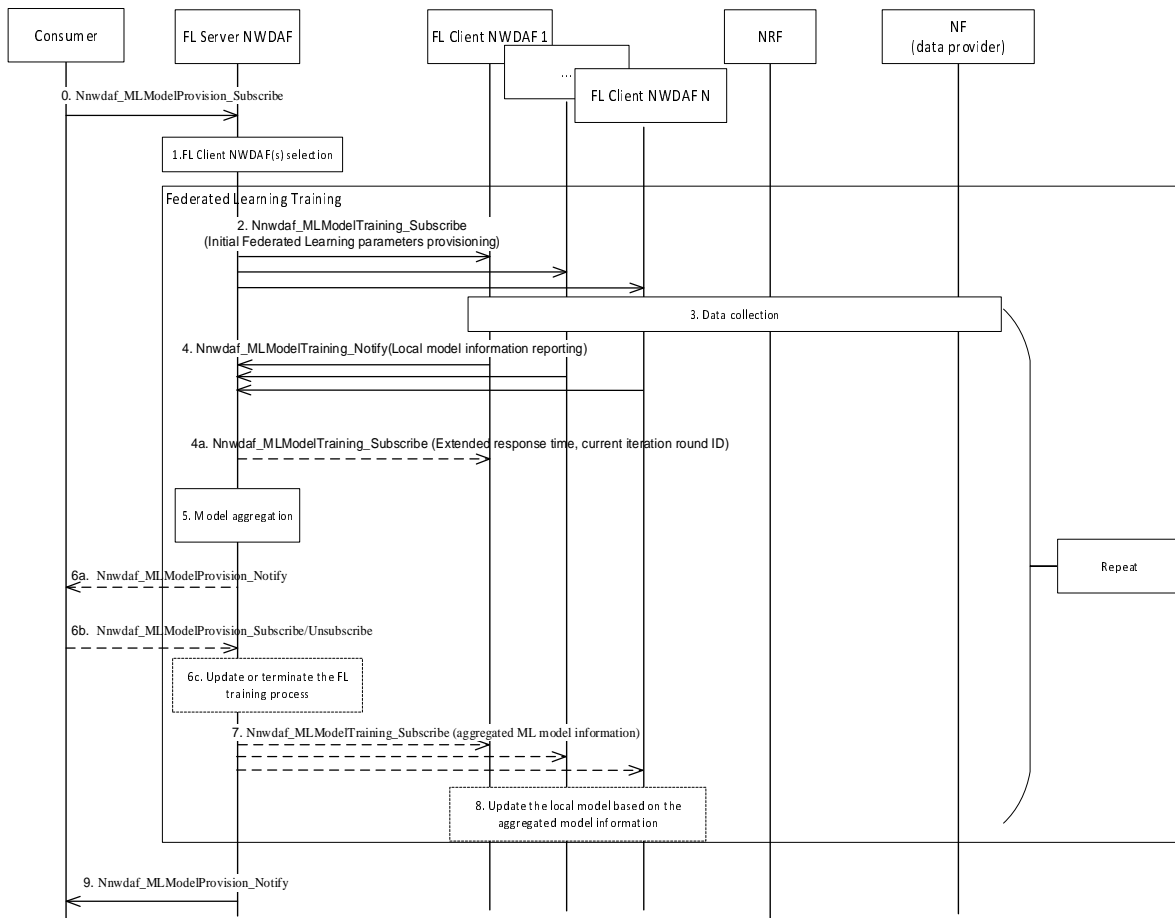 Consumer
FL Server NWDAF
FL Client NWDAF 1
...
FL Client NWDAF N
NRF
NF
(data provider)
0. Nnwdaf_MLModelProvision_Subscribe
1.FL Client NWDAF(s) selection
Federated Learning Training
2. Nnwdaf_MLModelTraining_Subscribe
(Initial Federated Learning parameters provisioning)
3. Data collection
4. Nnwdaf_MLModelTraining_Notify(Local model information reporting)
4a. Nnwdaf_MLModelTraining_Subscribe (Extended response time, current iteration round ID)
5. Model aggregation
6a. Nnwdaf_MLModelProvision_Notify
Repeat
6b. Nnwdaf_MLModelProvision_Subscribe/Unsubscribe
6c. Update or terminate the FL
training process
7. Nnwdaf_MLModelTraining_Subscribe (aggregated ML model information)
8. Update the local model based on the
aggregated model information
9. Nnwdaf_MLModelProvision_Notify